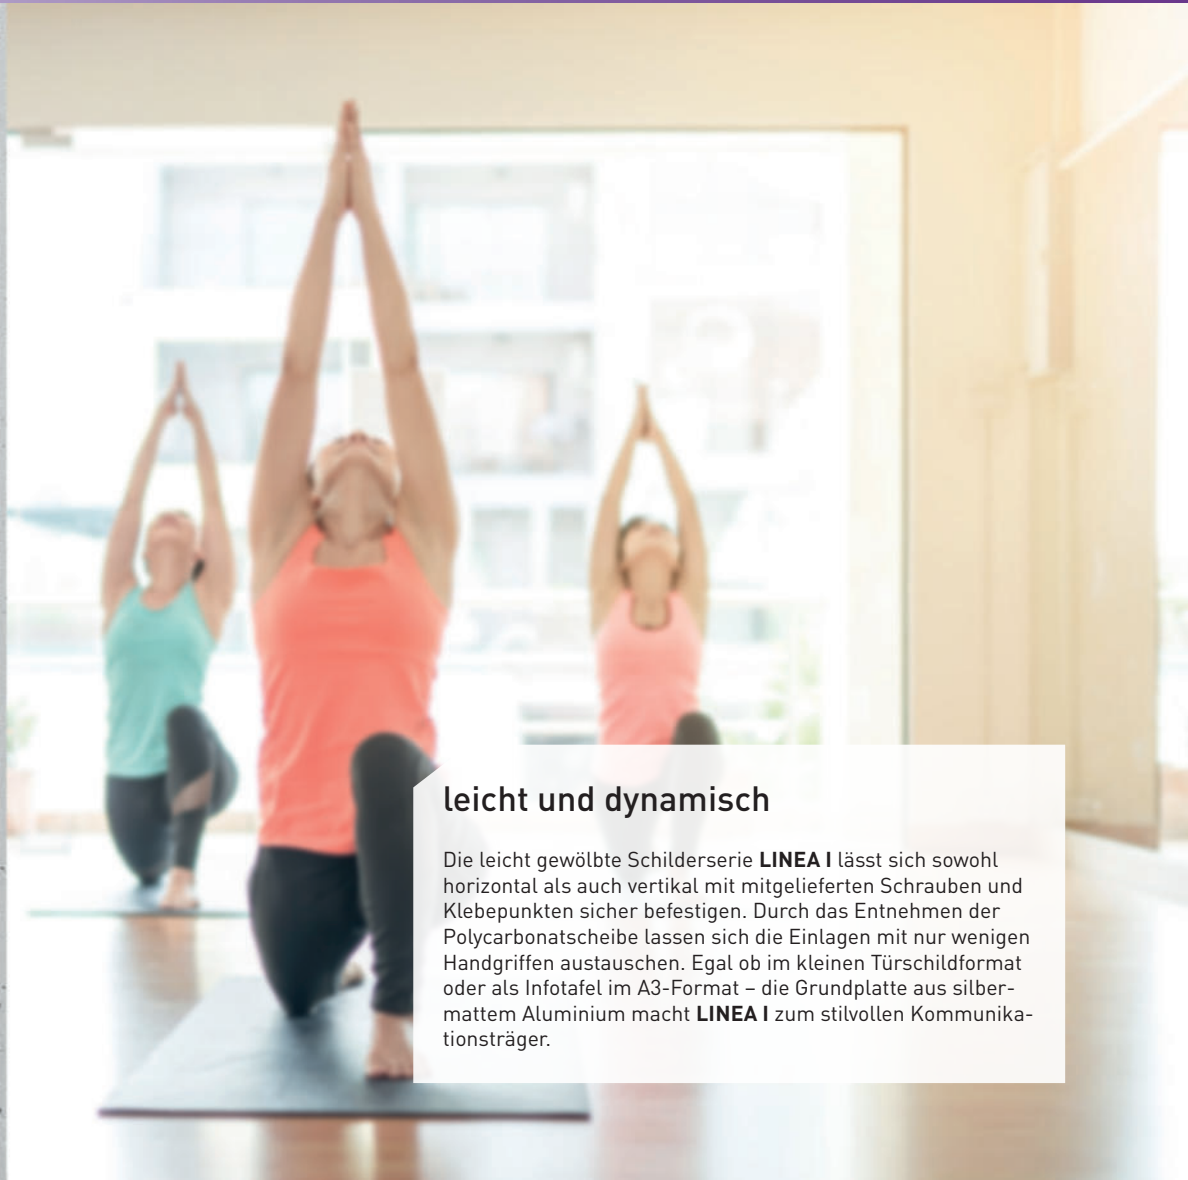 leicht und dynamisch
Die leicht gewölbte Schilderserie LINEA I lässt sich sowohl
horizontal als auch vertikal mit mitgelieferten Schrauben und
Klebepunkten sicher befestigen. Durch das Entnehmen der
Polycarbonatscheibe lassen sich die Einlagen mit nur wenigen
Handgriffen austauschen. Egal ob im kleinen Türschildformat
oder als Infotafel im A3-Format – die Grundplatte aus silber-
mattem Aluminium macht LINEA I zum stilvollen Kommunika-
tionsträger.